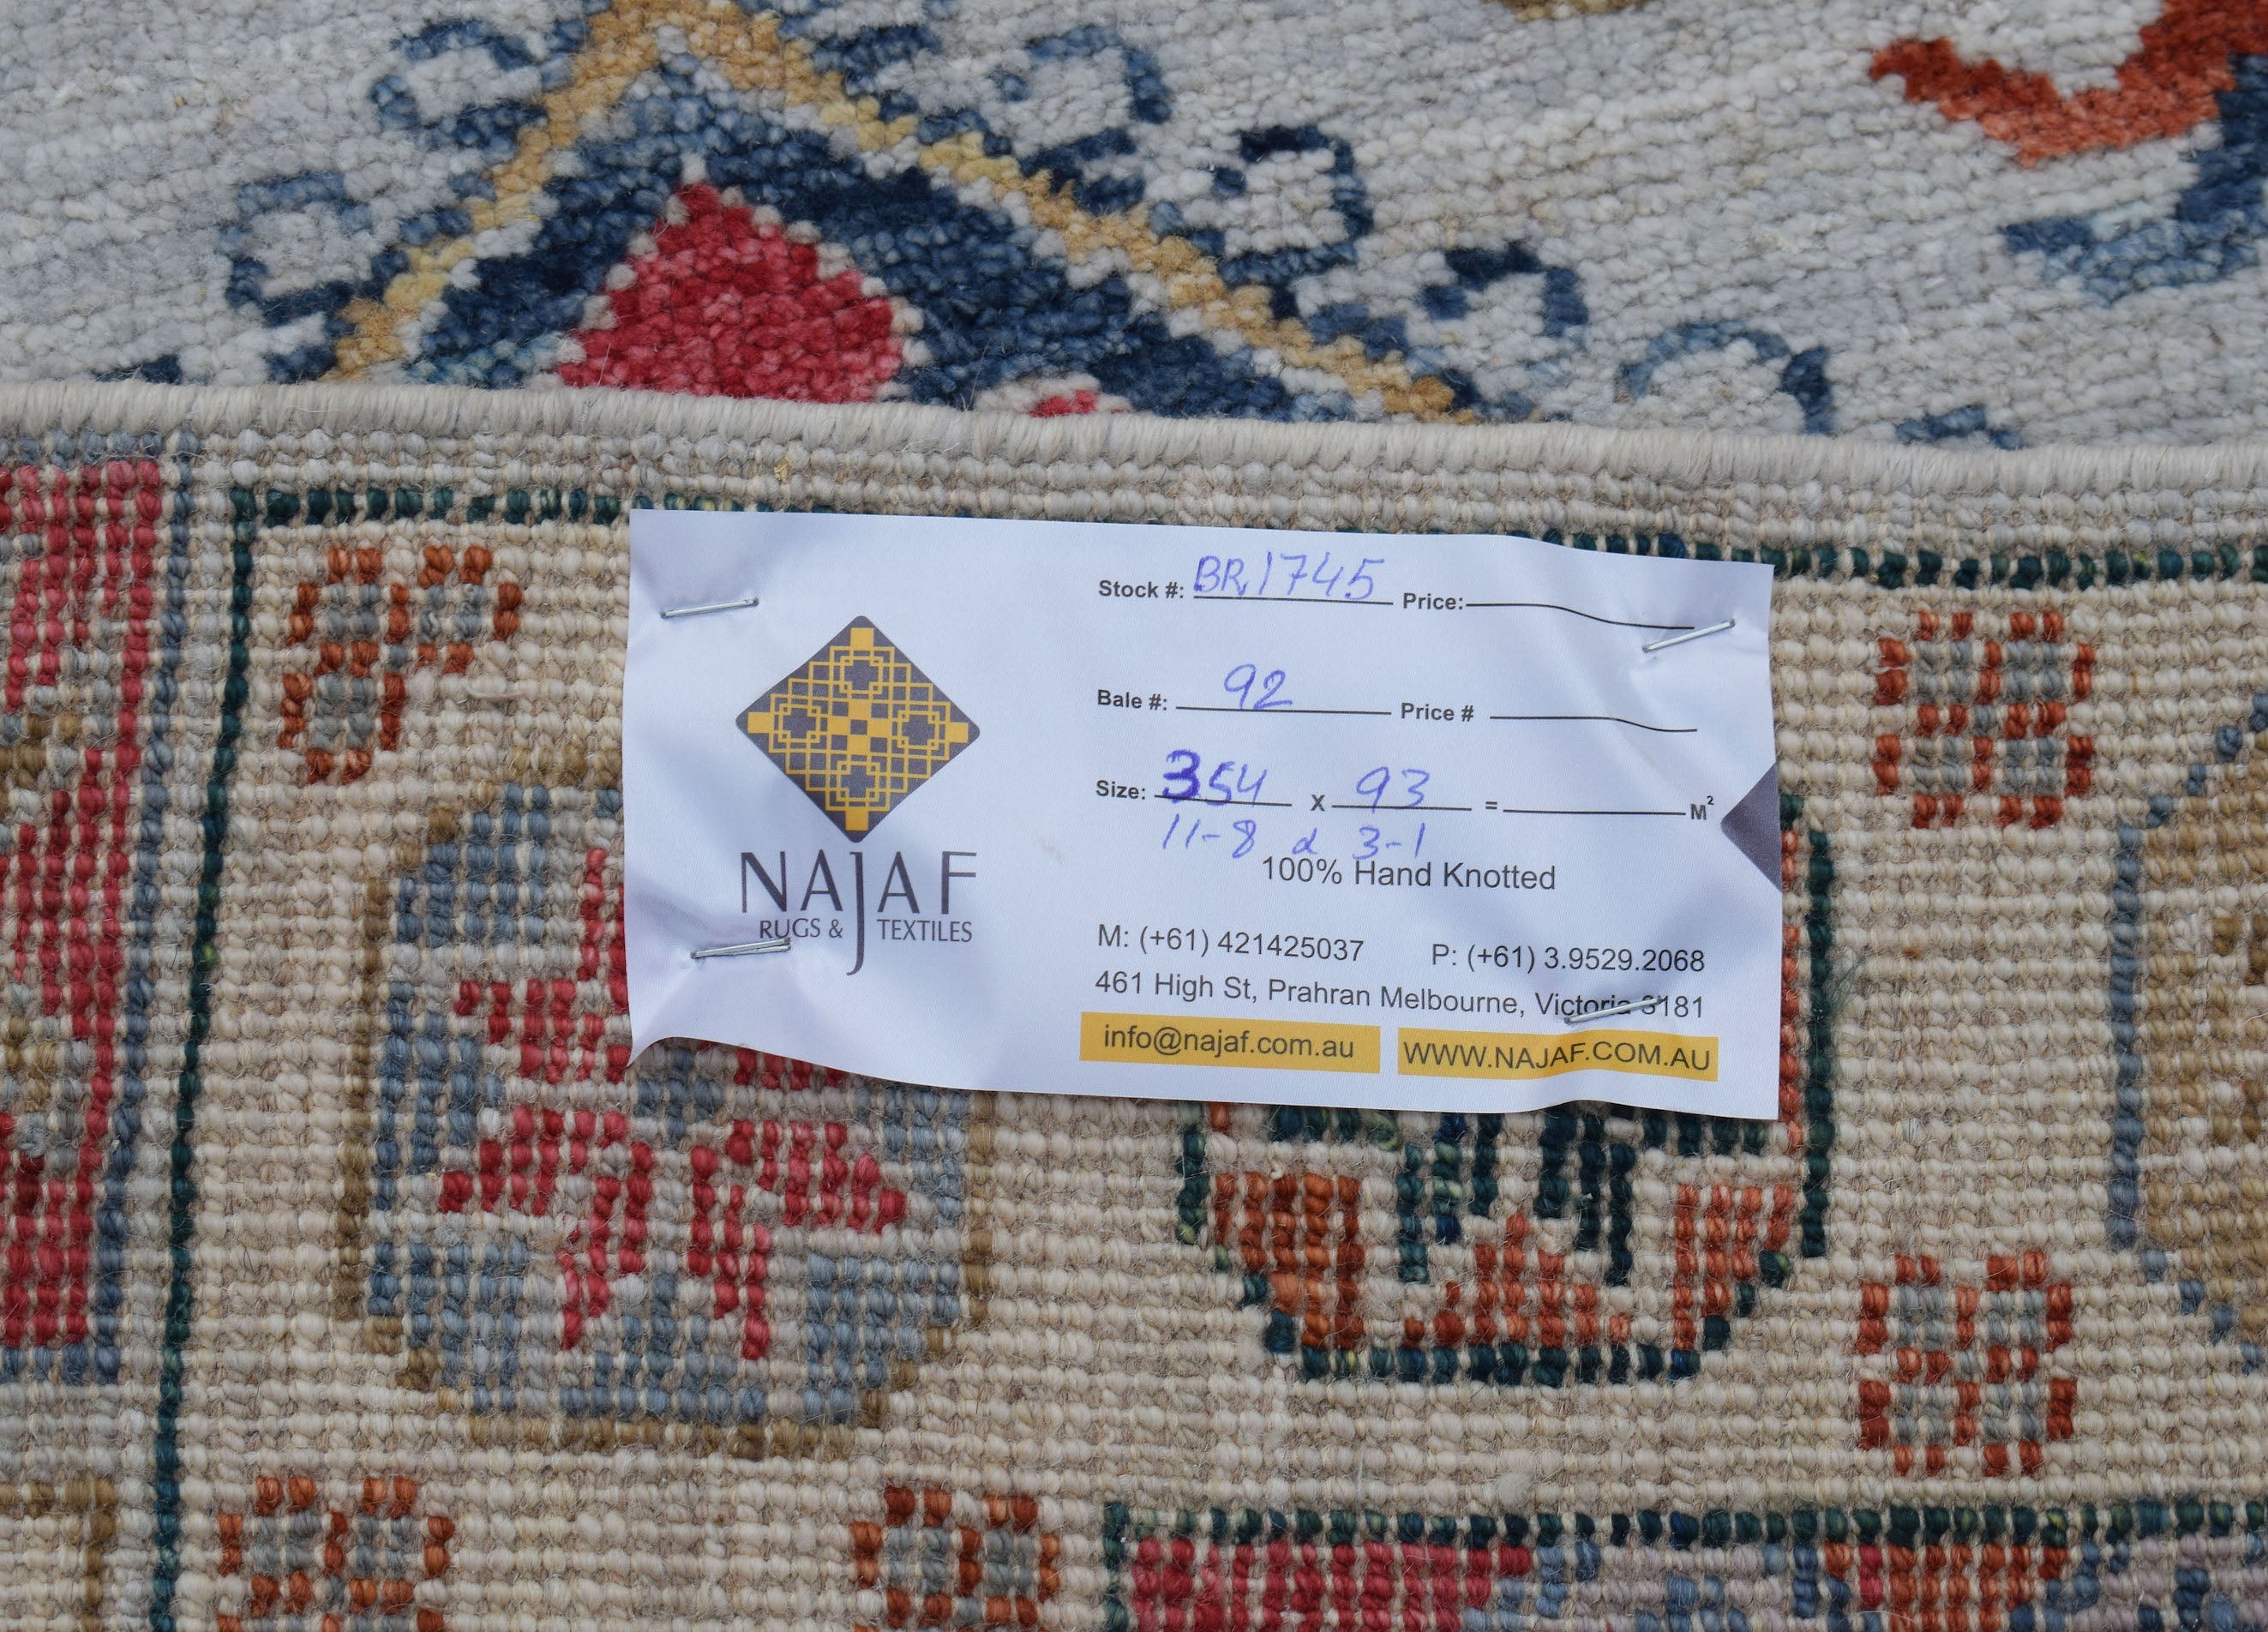 Stock #: BR1745 Price:
Bale #: 92 Price #
Size: 354 X 93 = M²
11-8 x 3-1
100% Hand Knotted
NAJAF
RUGS & TEXTILES
M: (+61) 421425037 P: (+61) 3.9529.2068
461 High St, Prahran Melbourne, Victoria 3181
info@najaf.com.au WWW.NAJAF.COM.AU